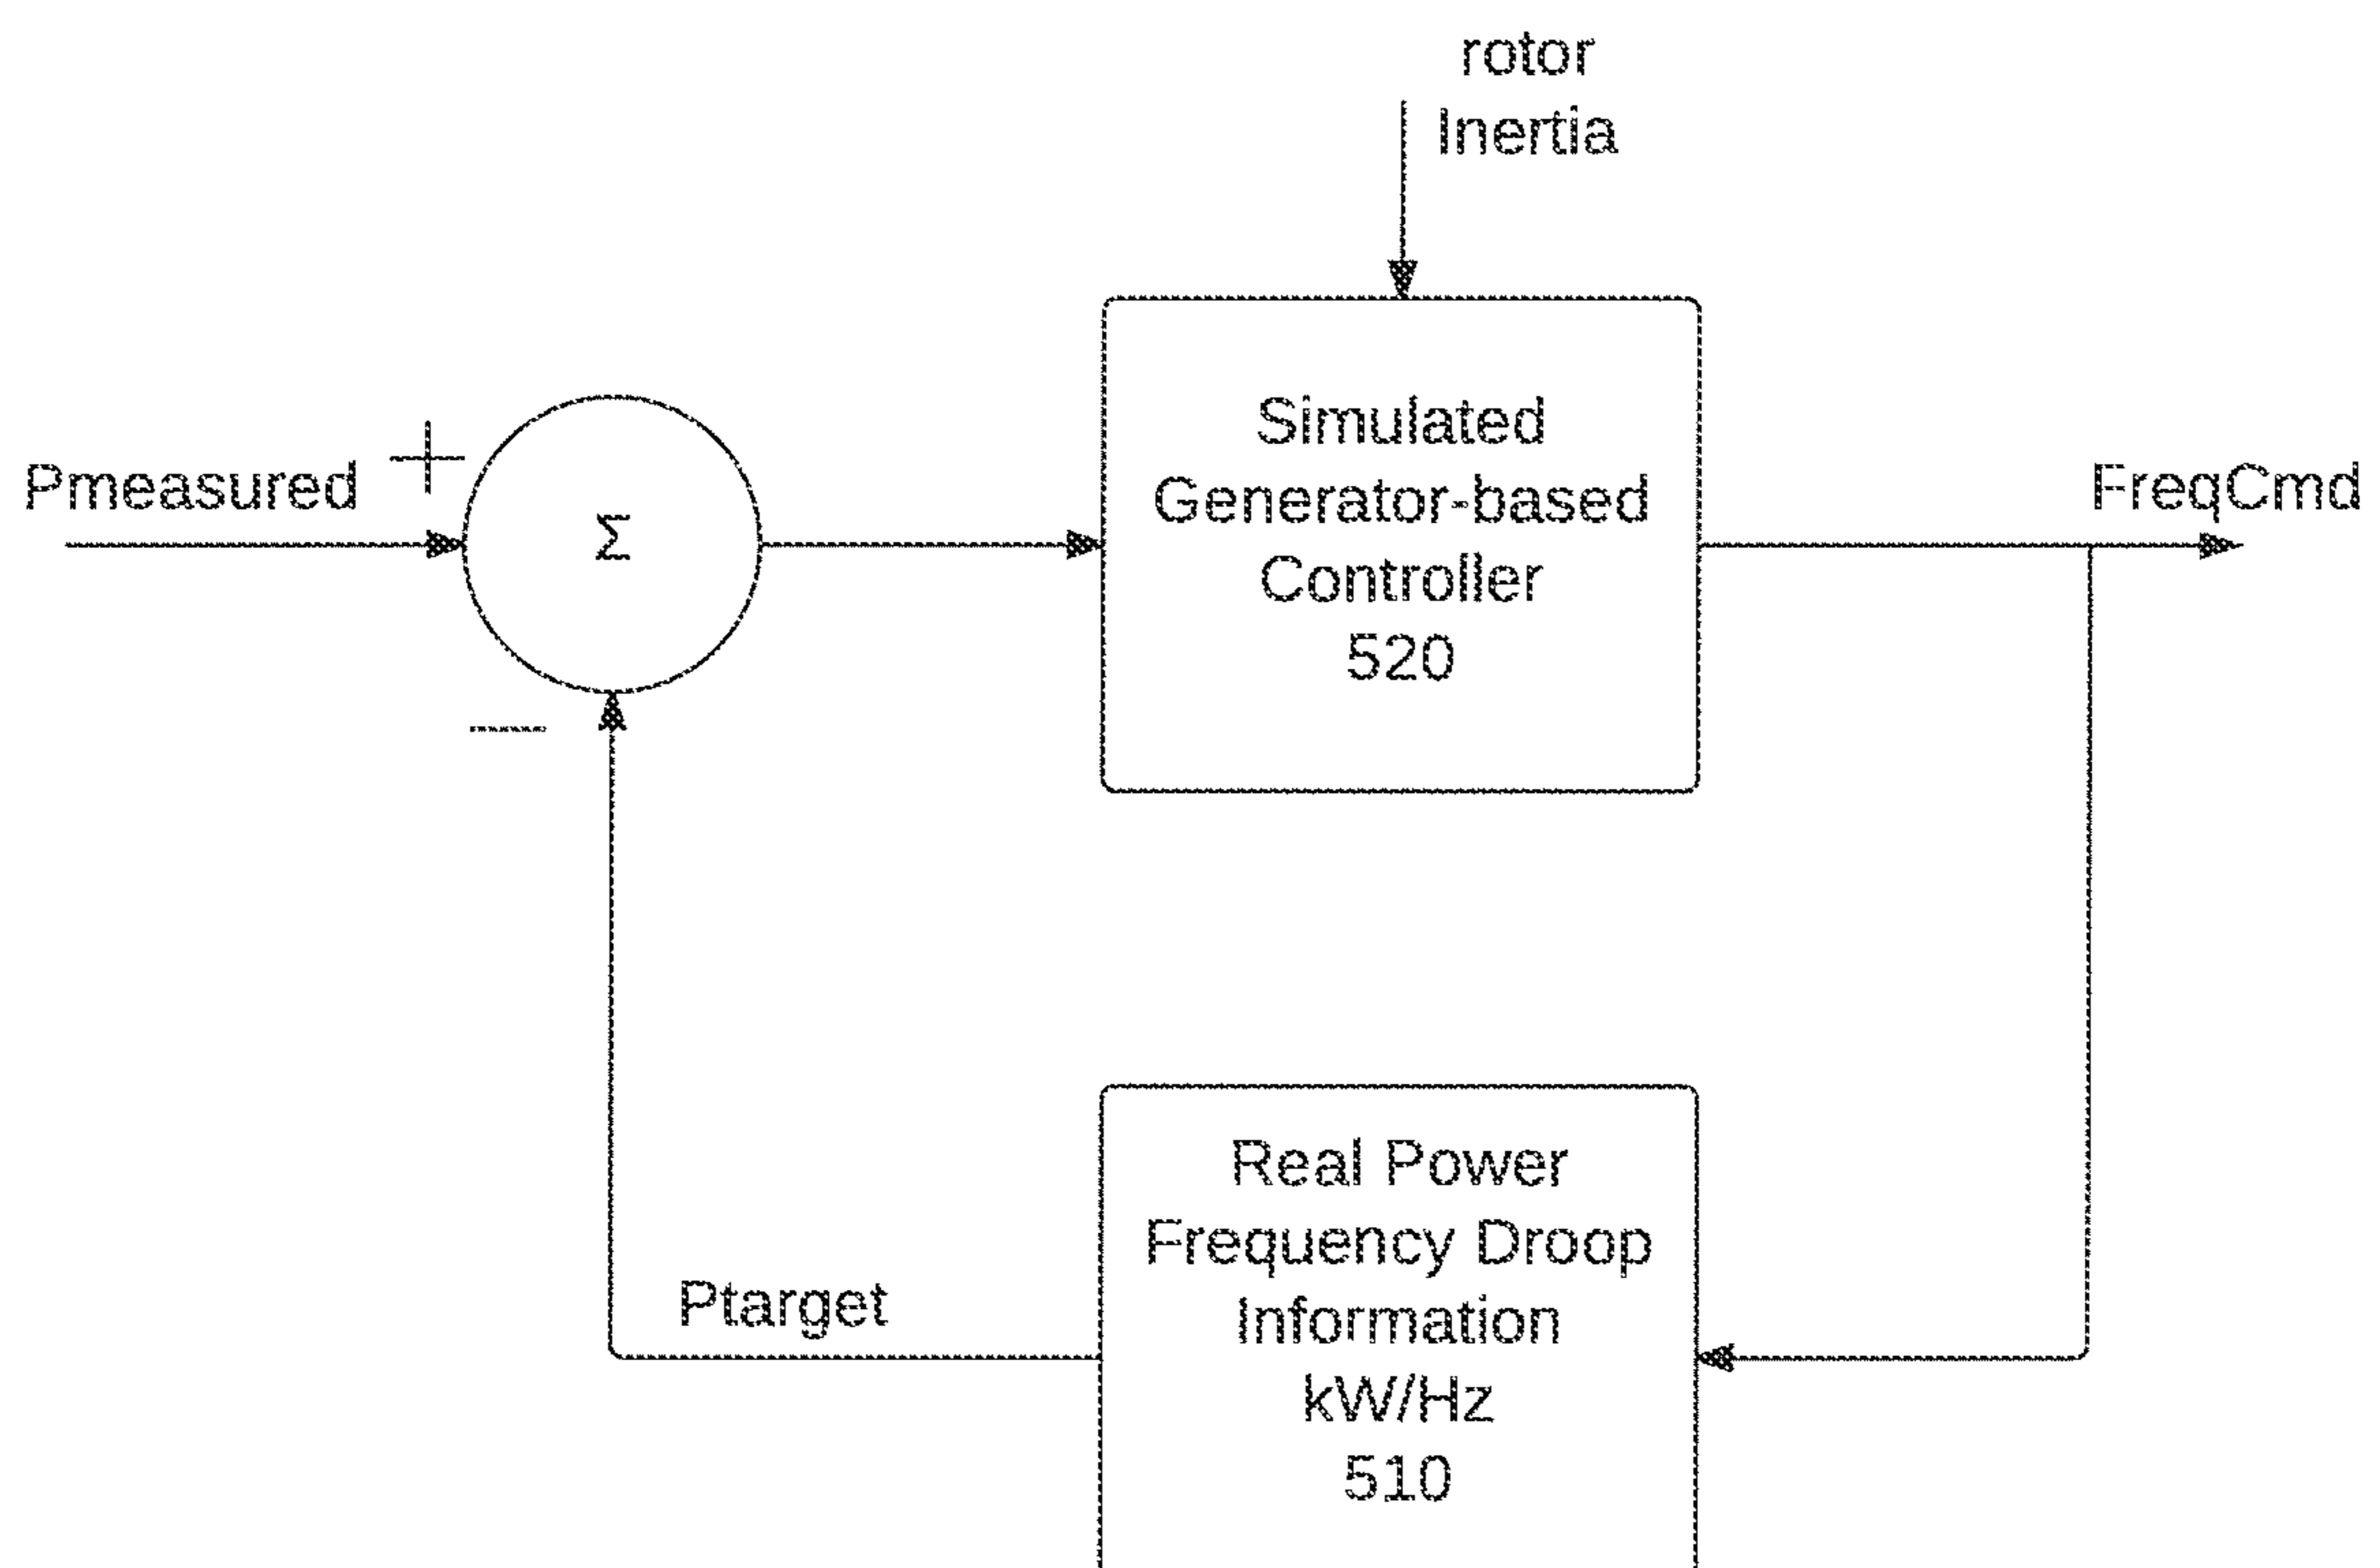 rotor
Inertia
Pmeasured
+
Σ
Simulated
Generator-based
Controller
520
FreqCmd
—
Real Power
Frequency Droop
Information
kW/Hz
510
Ptarget